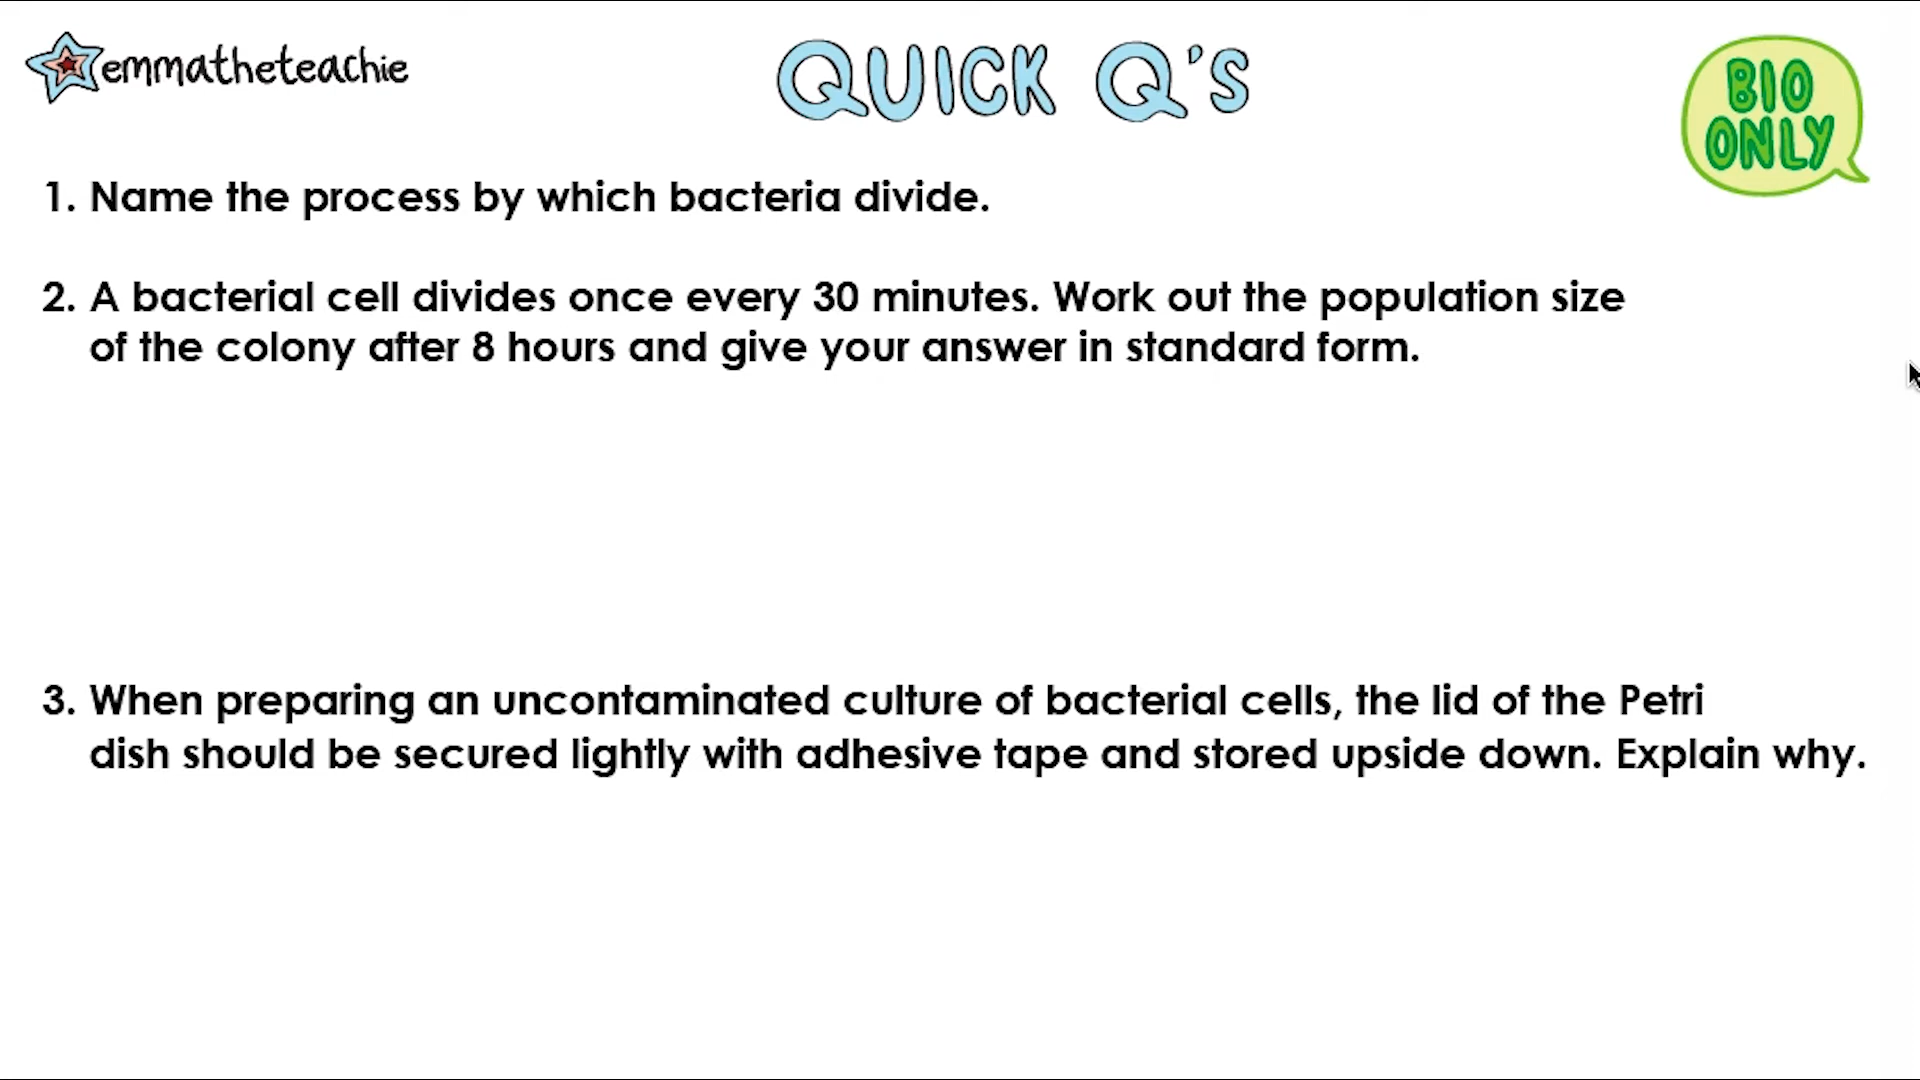 emmatheteachie
QUICK Q'S
BIO
ONLY
1. Name the process by which bacteria divide.
2. A bacterial cell divides once every 30 minutes. Work out the population size
of the colony after 8 hours and give your answer in standard form.
3. When preparing an uncontaminated culture of bacterial cells, the lid of the Petri
dish should be secured lightly with adhesive tape and stored upside down. Explain why.